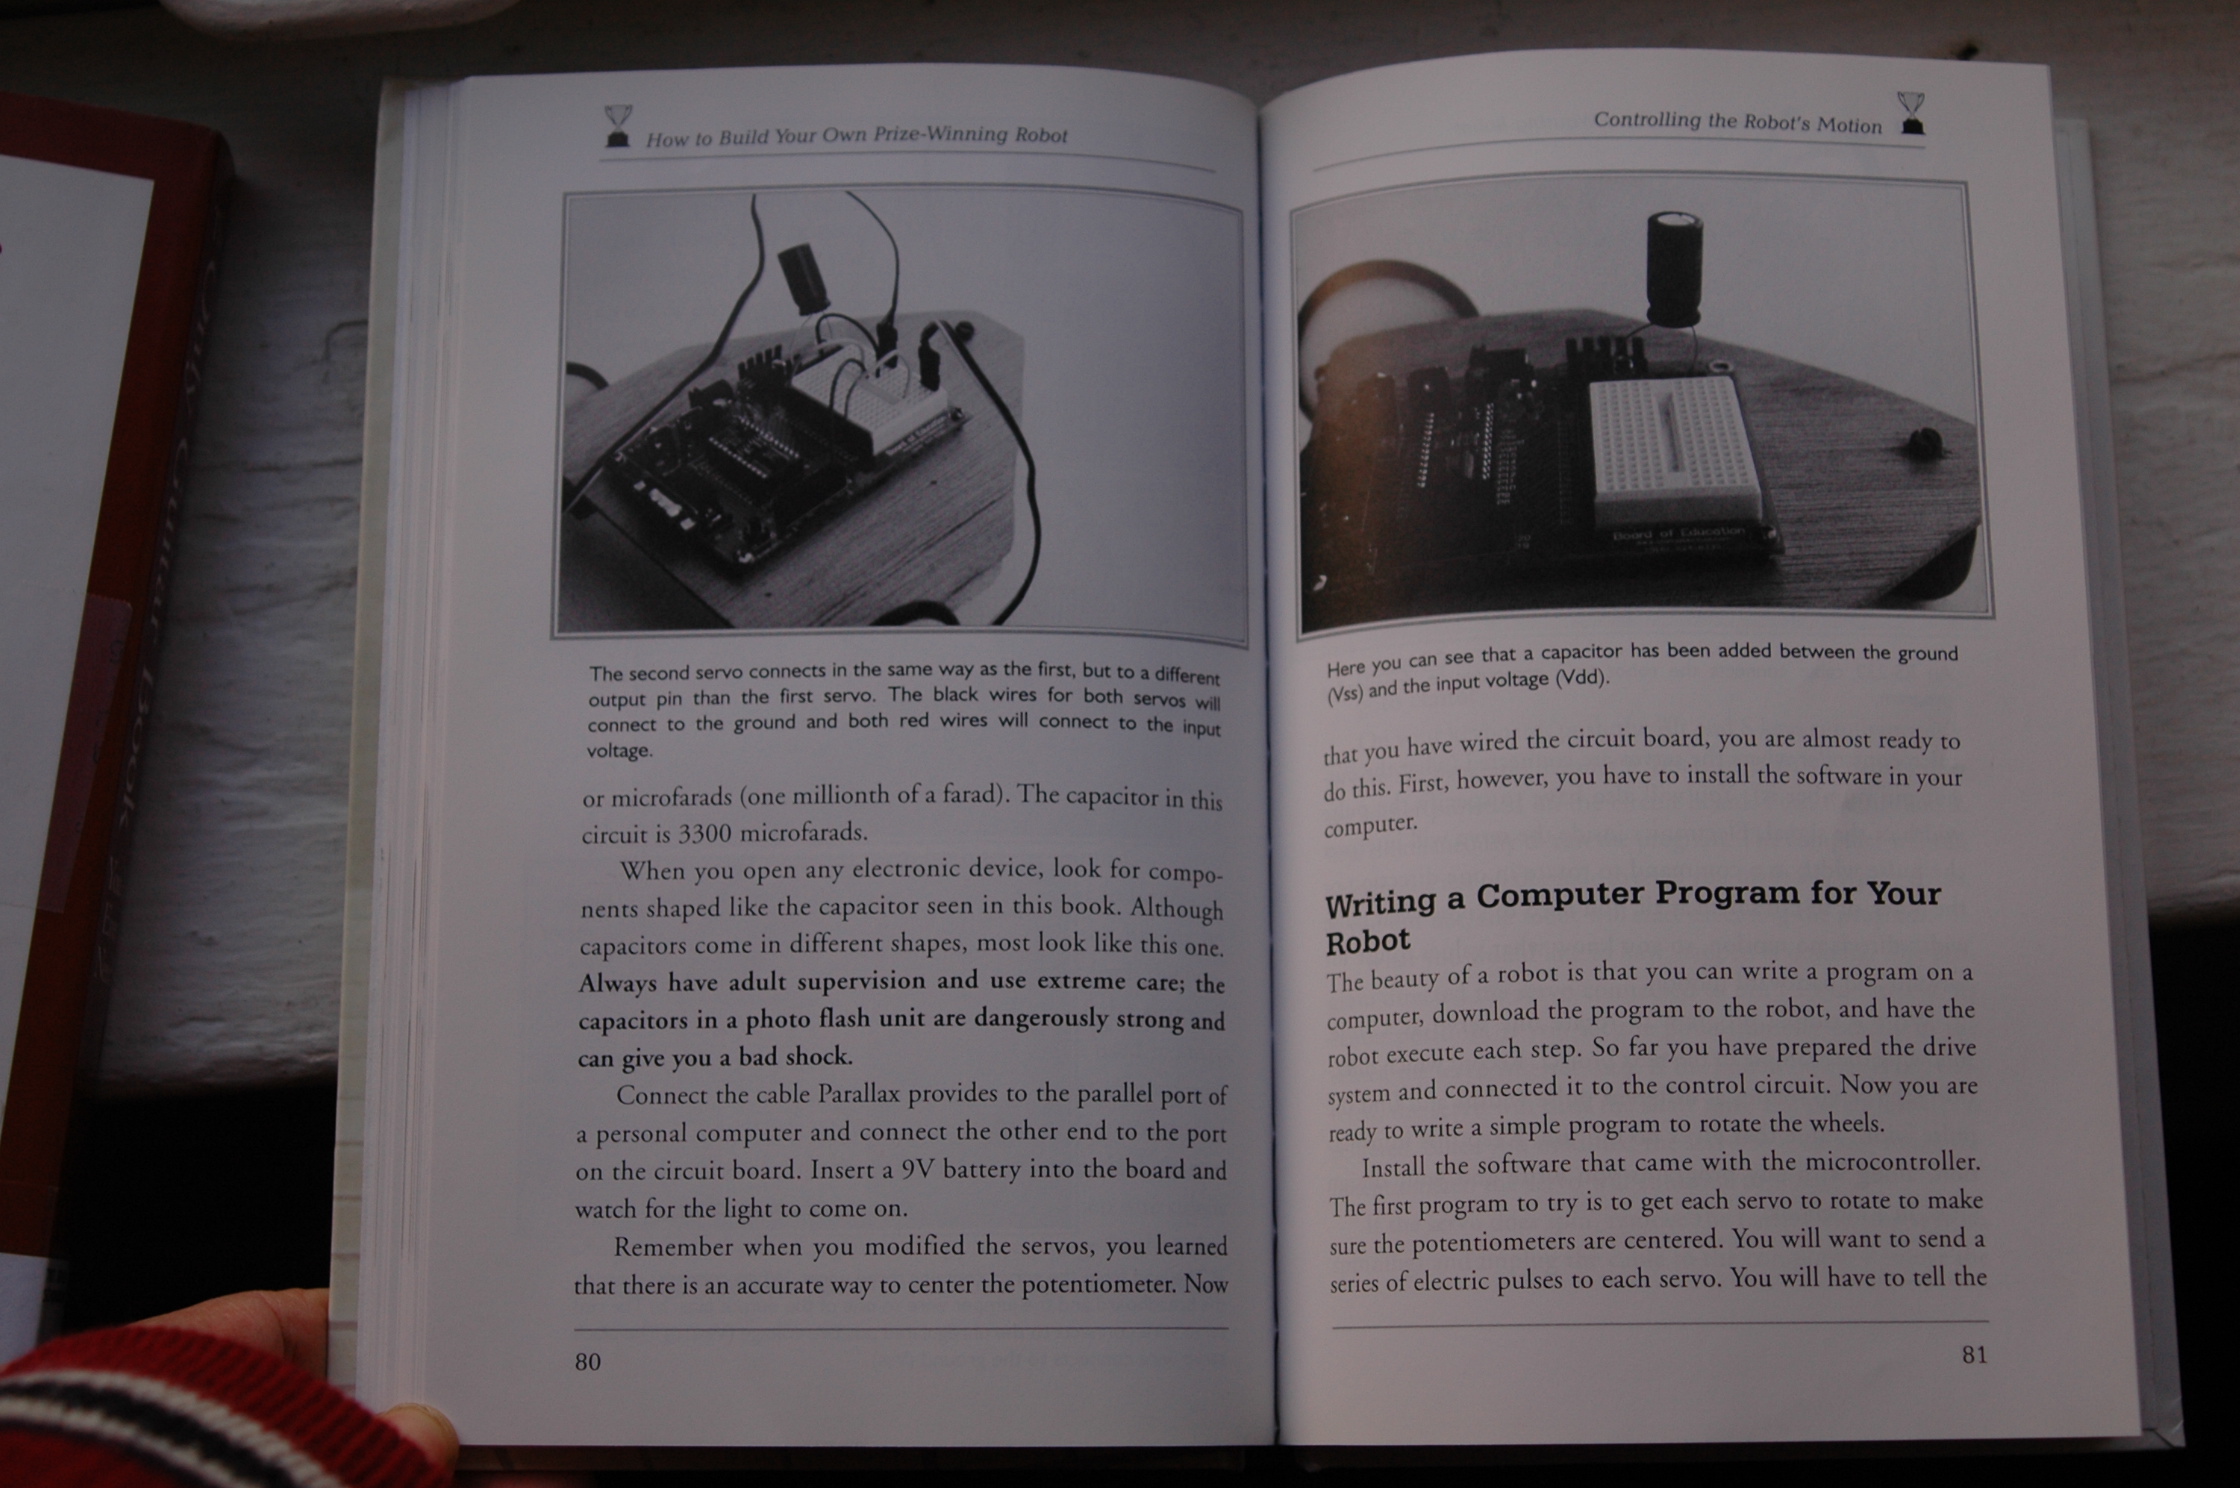 How to Build Your Own Prize-Winning Robot
The second servo connects in the same way as the first, but to a different
output pin than the first servo. The black wires for both servos will
connect to the ground and both red wires will connect to the input
voltage.
or microfarads (one millionth of a farad). The capacitor in this
circuit is 3300 microfarads.
When you open any electronic device, look for compo-
nents shaped like the capacitor seen in this book. Although
capacitors come in different shapes, most look like this one.
Always have adult supervision and use extreme care; the
capacitors in a photo flash unit are dangerously strong and
can give you a bad shock.
Connect the cable Parallax provides to the parallel port of
a personal computer and connect the other end to the port
on the circuit board. Insert a 9V battery into the board and
watch for the light to come on.
Remember when you modified the servos, you learned
that there is an accurate way to center the potentiometer. Now
80
Controlling the Robot's Motion
Board of Education
Here you can see that a capacitor has been added between the ground
(Vss) and the input voltage (Vdd).
that you have wired the circuit board, you are almost ready to
do this. First, however, you have to install the software in your
computer.
Writing a Computer Program for Your
Robot
The beauty of a robot is that you can write a program on a
computer, download the program to the robot, and have the
robot execute each step. So far you have prepared the drive
system and connected it to the control circuit. Now you are
ready to write a simple program to rotate the wheels.
Install the software that came with the microcontroller.
The first program to try is to get each servo to rotate to make
sure the potentiometers are centered. You will want to send a
series of electric pulses to each servo. You will have to tell the
81
Only Guitar Book